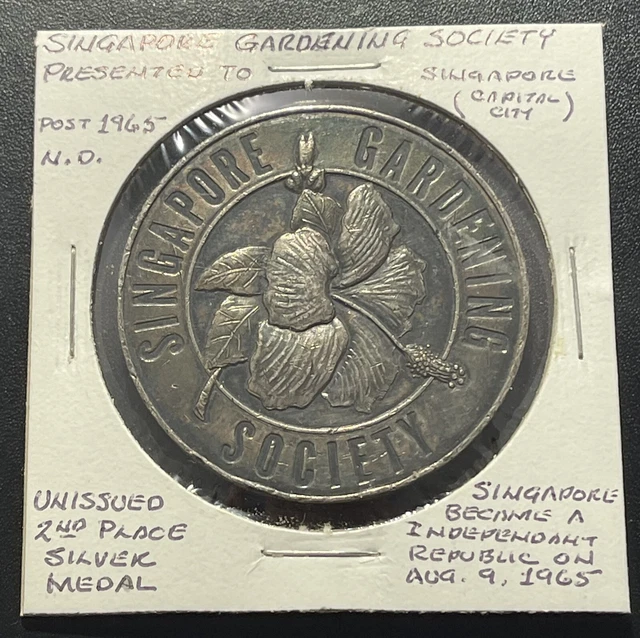 SINGAPORE GARDENING SOCIETY
PRESENTED TO
SINGAPORE
(CAPITAL
CITY)
POST 1965
N.D.
SINGAPORE GARDENING
SOCIETY
UNISSUED
2ND PLACE
SILVER
MEDAL
SINGAPORE
BECAME A
INDEPENDANT
REPUBLIC ON
AUG. 9, 1965